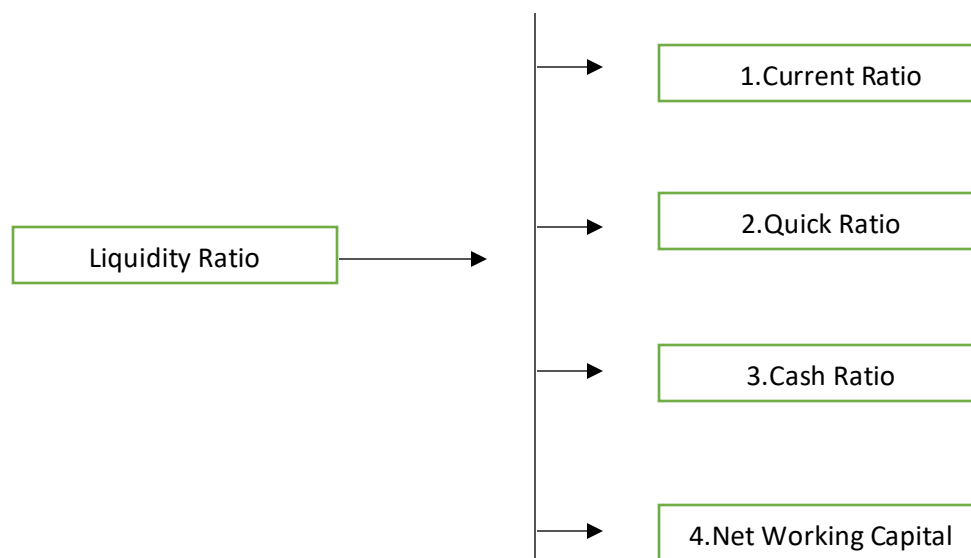 1.Current Ratio
2.Quick Ratio
Liquidity Ratio
3.Cash Ratio
4.Net Working Capital